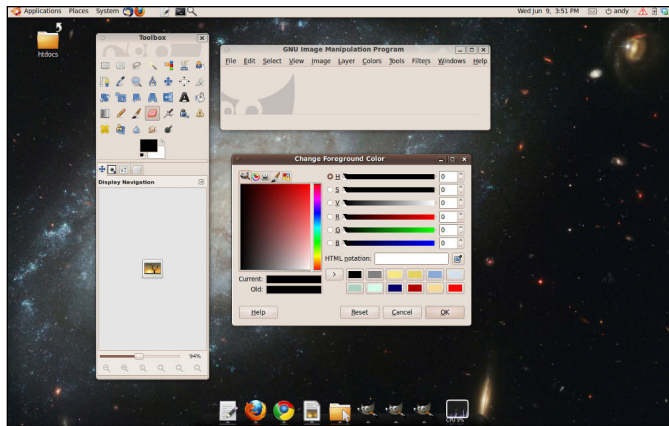 Applications Places System
Wed Jun 9, 3:51 PM
andy
htdocs
Toolbox
GNU Image Manipulation Program
File Edit Select View Image Layer Colors Tools Filters Windows Help
Change Foreground Color
H 0
S 0
V 0
R 0
G 0
B 0
HTML notation:
Current:
Old:
Help Reset Cancel OK
Display Navigation
94%